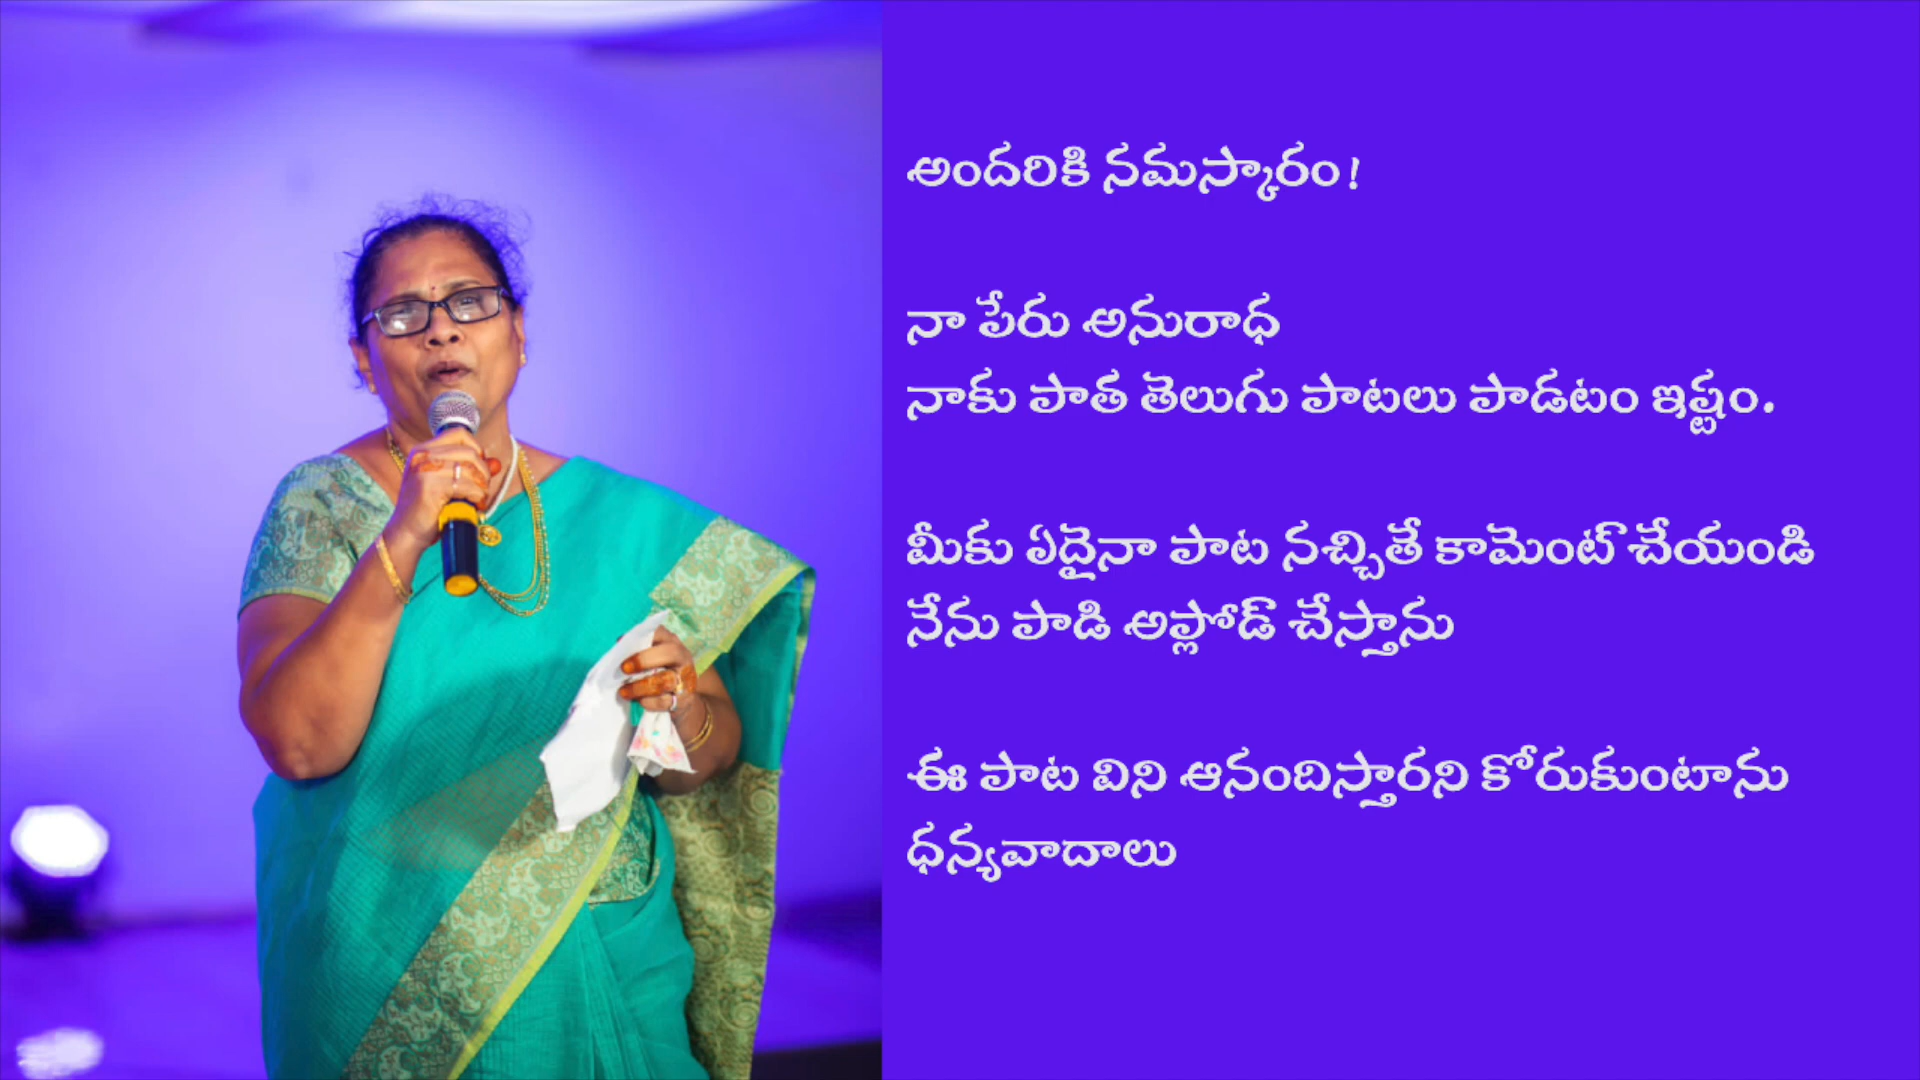 అందరికి నమస్కారం!
నా పేరు అనురాధ
నాకు పాత తెలుగు పాటలు పాడటం ఇష్టం.
మీకు ఏదైనా పాట నచ్చితే కామెంట్ చేయండి
నేను పాడి అప్లోడ్ చేస్తాను
ఈ పాట విని ఆనందిస్తారని కోరుకుంటాను
ధన్యవాదాలు